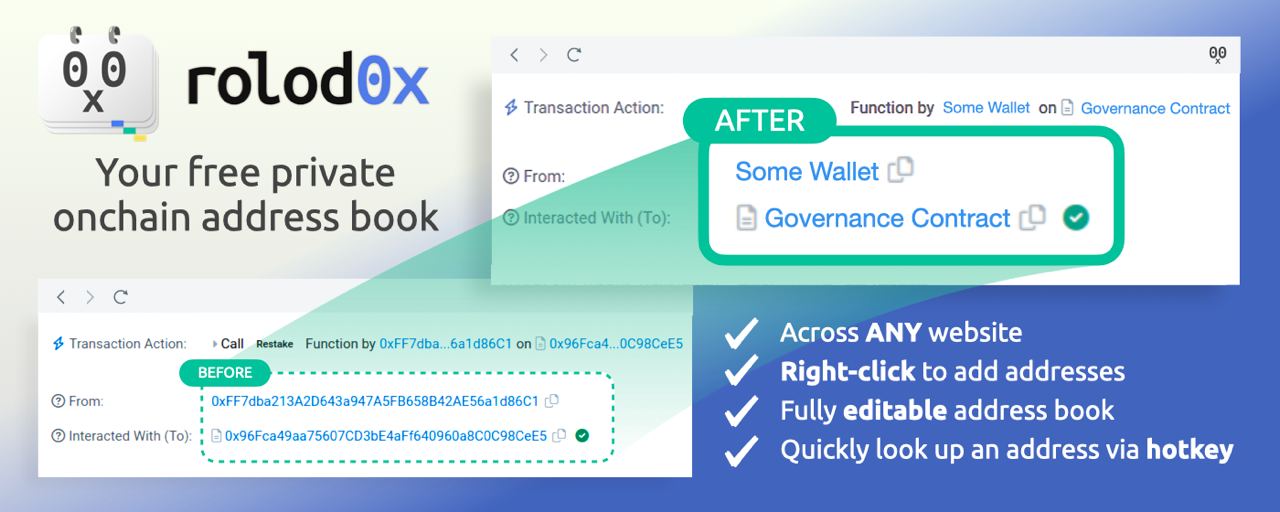 rolod0x
Your free private
onchain address book
00
x
Transaction Action:
Function by Some Wallet on Governance Contract
AFTER
From:
Some Wallet
Interacted With (To):
Governance Contract
Transaction Action:
Call Restake Function by 0xFF7dba...6a1d86C1 on 0x96Fca4...0C98CeE5
BEFORE
From:
0xFF7dba213A2D643a947A5FB658B42AE56a1d86C1
Interacted With (To):
0x96Fca49aa75607CD3bE4aFf640960a8C0C98CeE5
Across ANY website
Right-click to add addresses
Fully editable address book
Quickly look up an address via hotkey